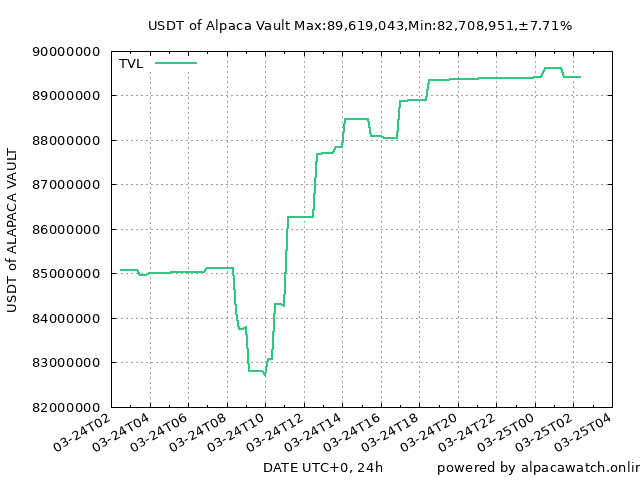 USDT of Alpaca Vault Max:89,619,043,Min:82,708,951,±7.71%
TVL
90000000
89000000
88000000
87000000
86000000
85000000
84000000
83000000
82000000
USDT of ALAPACA VAULT
03-24T02
03-24T04
03-24T06
03-24T08
03-24T10
03-24T12
03-24T14
03-24T16
03-24T18
03-24T20
03-24T22
03-25T00
03-25T02
03-25T04
DATE UTC+0, 24h
powered by alpacawatch.onlin